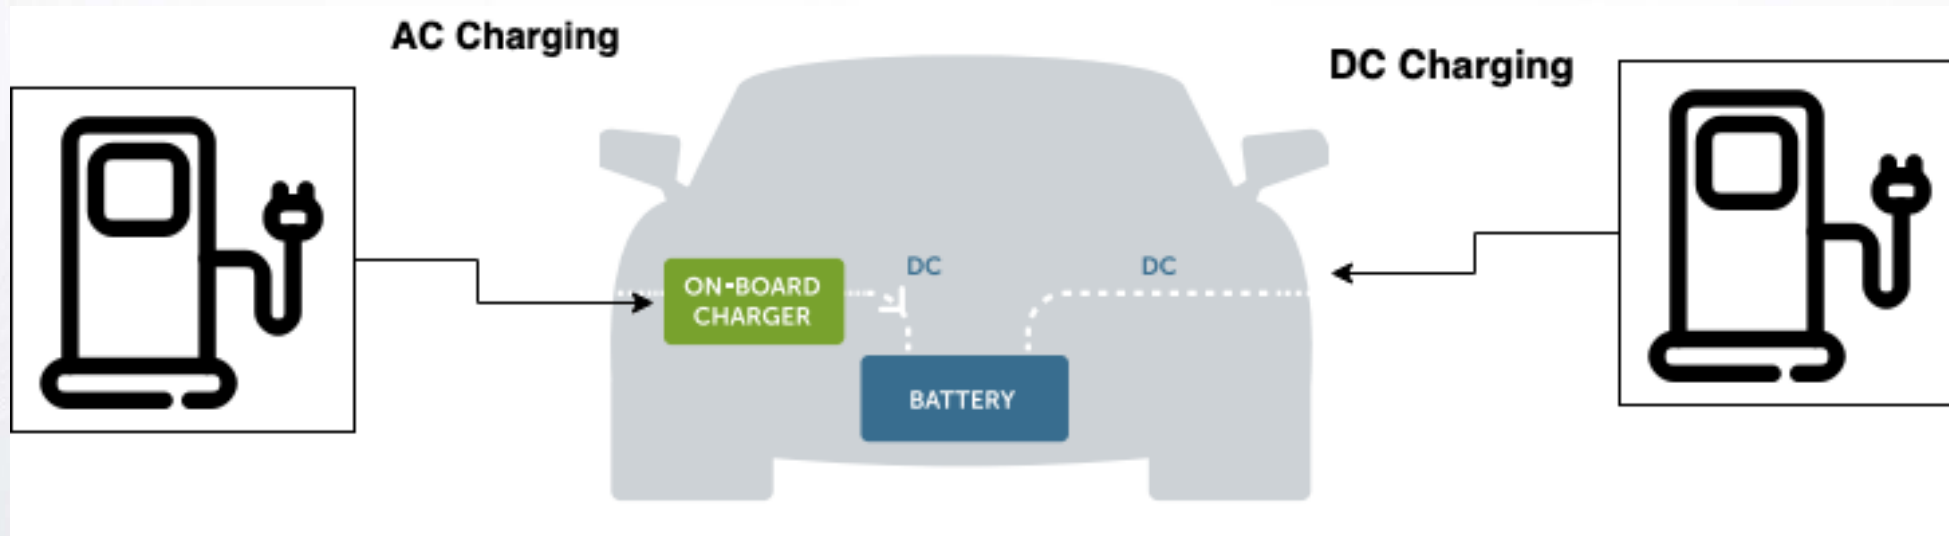 AC Charging
DC Charging
DC
DC
ON-BOARD
CHARGER
BATTERY